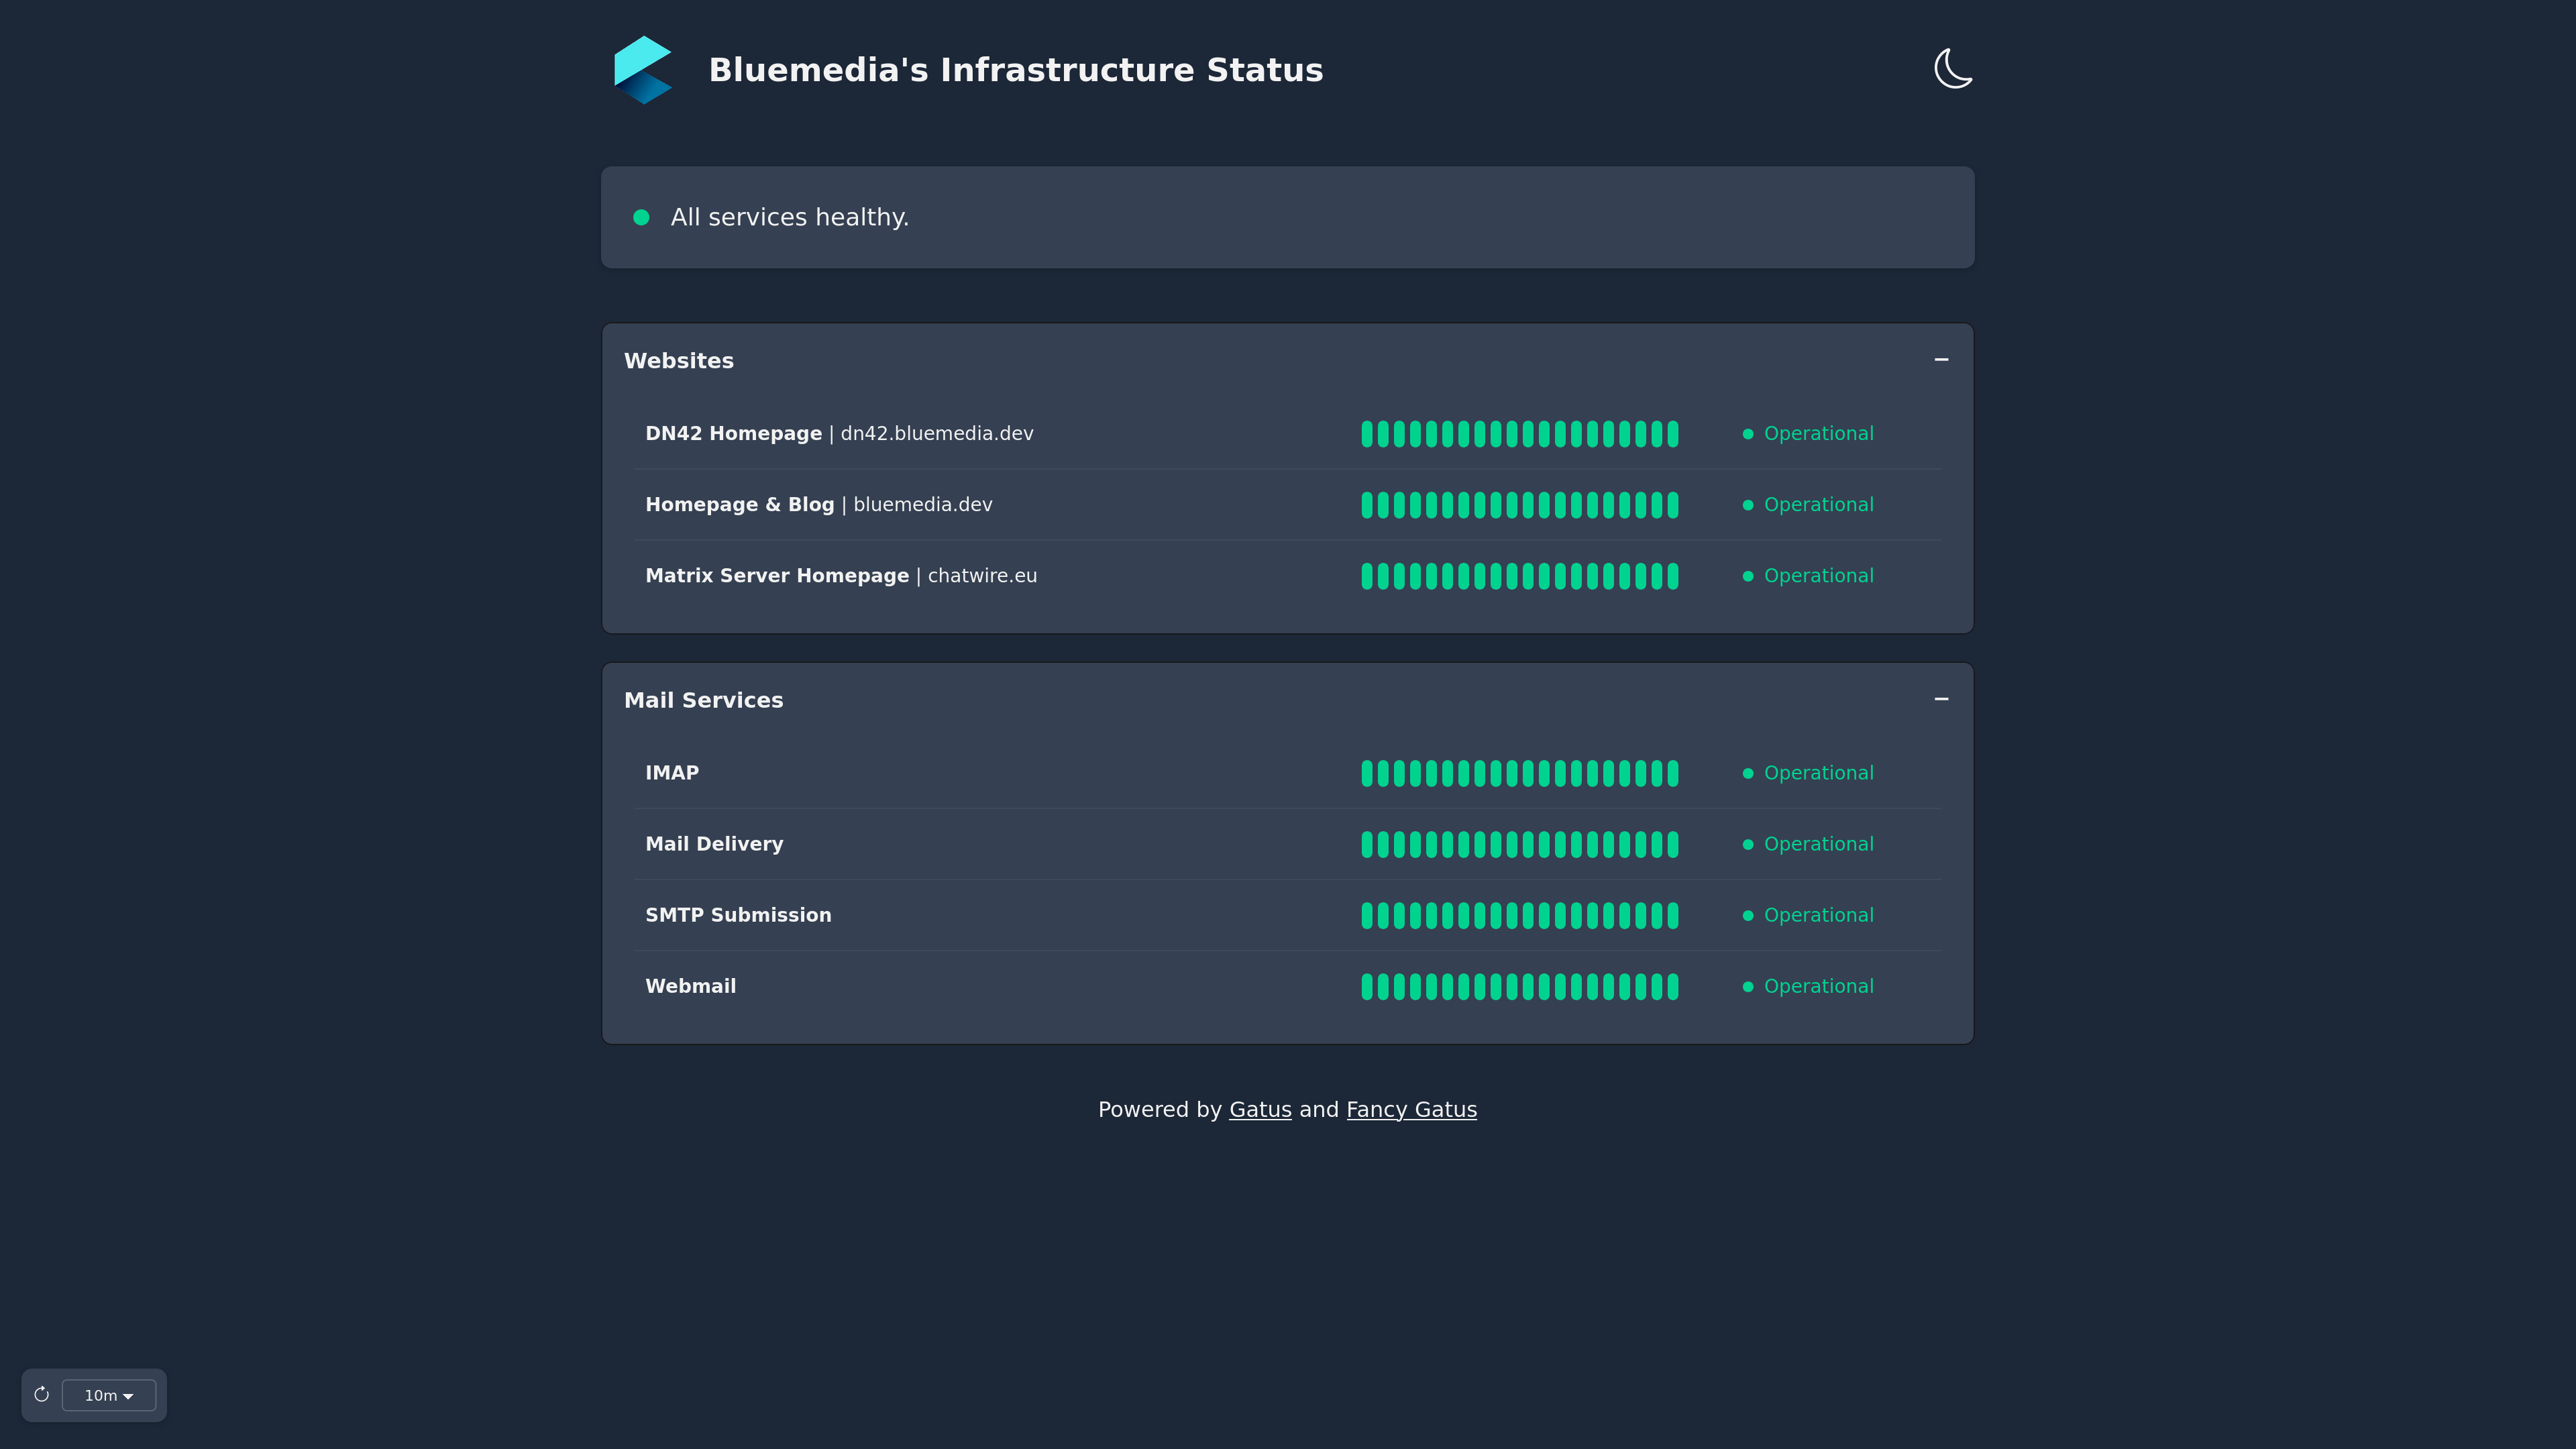 Bluemedia's Infrastructure Status
All services healthy.
Websites
DN42 Homepage | dn42.bluemedia.dev
Operational
Homepage & Blog | bluemedia.dev
Operational
Matrix Server Homepage | chatwire.eu
Operational
Mail Services
IMAP
Operational
Mail Delivery
Operational
SMTP Submission
Operational
Webmail
Operational
Powered by Gatus and Fancy Gatus
10m